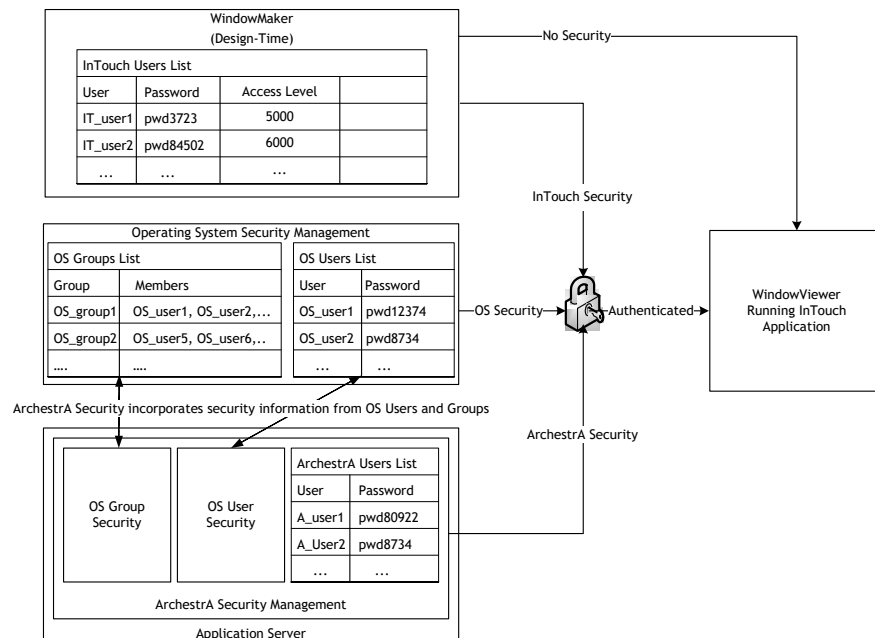 WindowMaker
(Design-Time)
InTouch Users List
User Password Access Level
IT_user1 pwd3723 5000
IT_user2 pwd84502 6000
... ... ...
No Security
InTouch Security
Operating System Security Management
OS Groups List
Group Members
OS_group1 OS_user1, OS_user2,...
OS_group2 OS_user5, OS_user6,..
.... ....
OS Users List
User Password
OS_user1 pwd12374
OS_user2 pwd8734
... ...
OS Security
Authenticated
WindowViewer
Running InTouch
Application
ArchestrA Security incorporates security information from OS Users and Groups
ArchestrA Security
OS Group
Security
OS User
Security
ArchestrA Users List
User Password
A_user1 pwd80922
A_User2 pwd8734
... ...
ArchestrA Security Management
Application Server